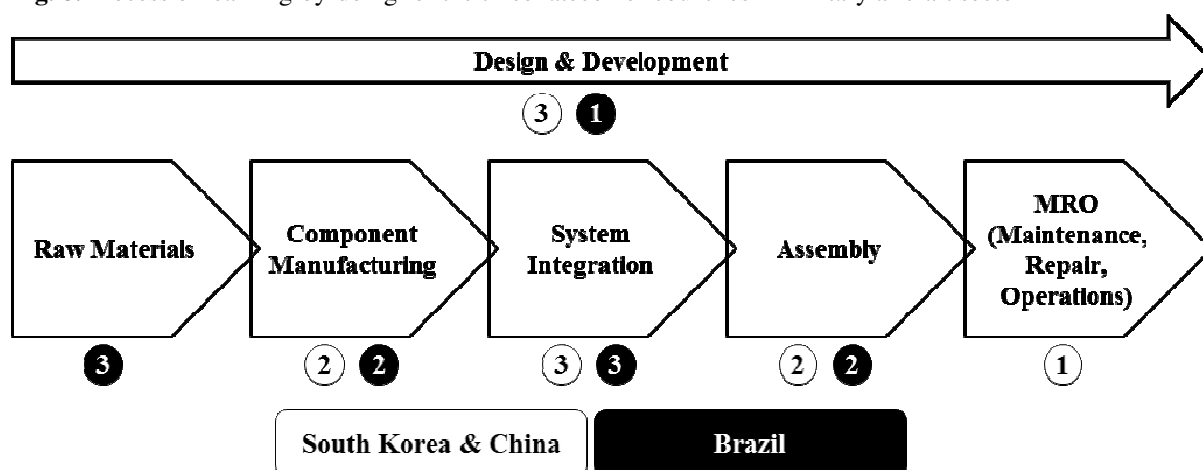 Design & Development
3 1
Raw Materials
Component
Manufacturing
System
Integration
Assembly
MRO
(Maintenance,
Repair,
Operations)
3
2 2
3 3
2 2
1
South Korea & China
Brazil